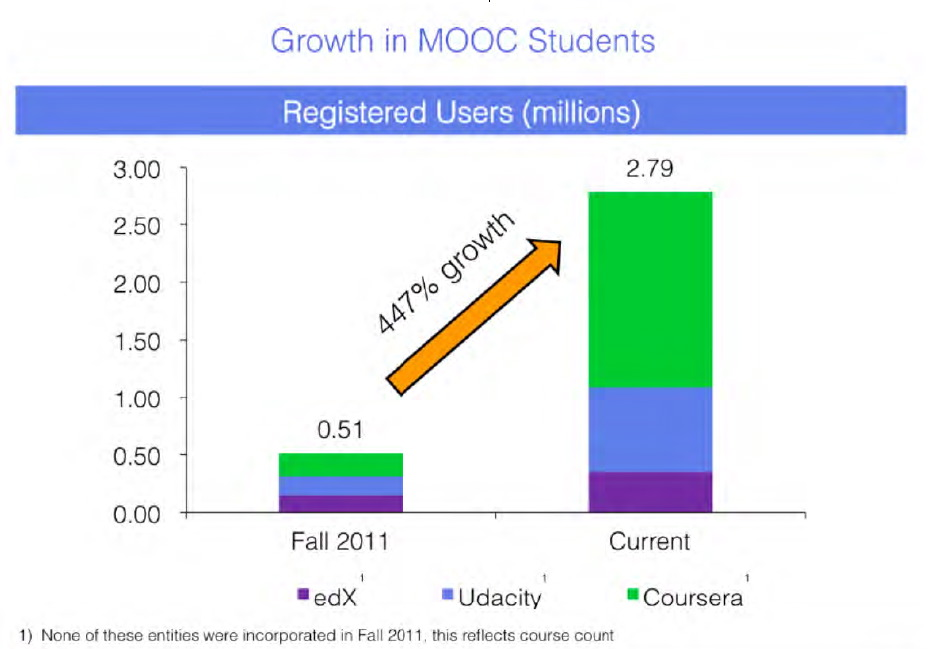 Growth in MOOC Students
Registered Users (millions)
3.00
2.50
2.00
1.50
1.00
0.50
0.00
0.51
447% growth
2.79
Fall 2011
Current
edX¹
Udacity¹
Coursera¹
1) None of these entities were incorporated in Fall 2011, this reflects course count